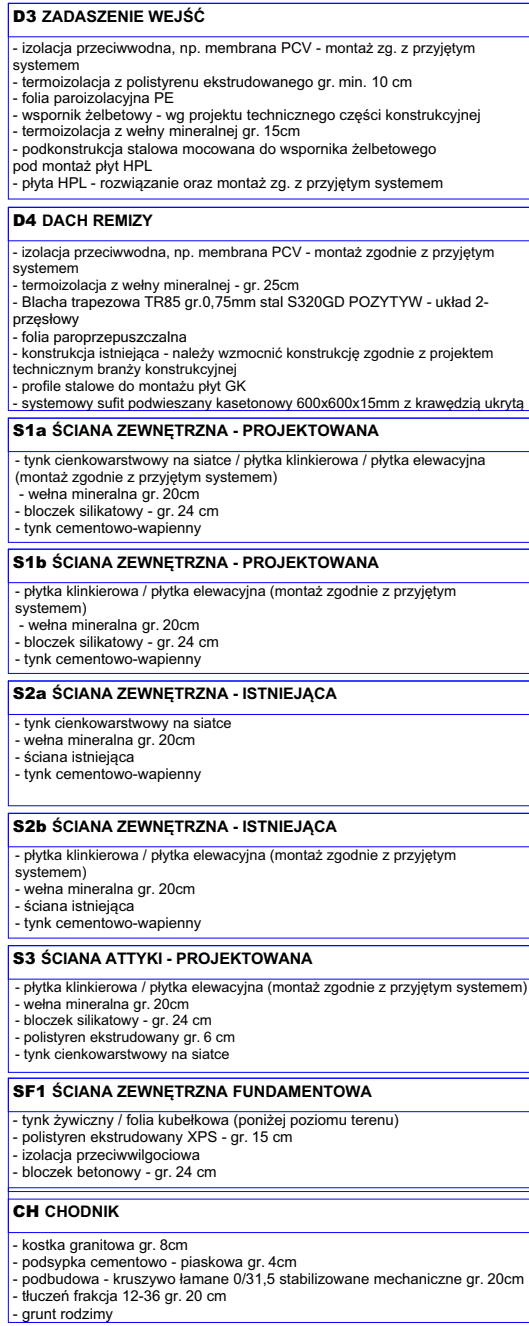 D3 ZADASZENIE WEJŚĆ
- izolacja przeciwwodna, np. membrana PCV - montaż zg. z przyjętym
systemem
- termoizolacja z polistyrenu ekstrudowanego gr. min. 10 cm
- folia paroizolacyjna PE
- wspornik żelbetowy - wg projektu technicznego części konstrukcyjnej
- termoizolacja z wełny mineralnej gr. 15cm
- podkonstrukcja stalowa mocowana do wspornika żelbetowego
pod montaż płyt HPL
- płyta HPL - rozwiązanie oraz montaż zg. z przyjętym systemem
D4 DACH REMIZY
- izolacja przeciwwodna, np. membrana PCV - montaż zgodnie z przyjętym
systemem
- termoizolacja z wełny mineralnej - gr. 25cm
- Blacha trapezowa TR85 gr.0,75mm stal S320GD POZYTYW - układ 2-
przęsłowy
- folia paroprzepuszczalna
- konstrukcja istniejąca - należy wzmocnić konstrukcję zgodnie z projektem
technicznym branży konstrukcyjnej
- profile stalowe do montażu płyt GK
- systemowy sufit podwieszany kasetonowy 600x600x15mm z krawędzią ukrytą
S1a ŚCIANA ZEWNĘTRZNA - PROJEKTOWANA
- tynk cienkowarstwowy na siatce / płytka klinkierowa / płytka elewacyjna
(montaż zgodnie z przyjętym systemem)
- wełna mineralna gr. 20cm
- bloczek silikatowy - gr. 24 cm
- tynk cementowo-wapienny
S1b ŚCIANA ZEWNĘTRZNA - PROJEKTOWANA
- płytka klinkierowa / płytka elewacyjna (montaż zgodnie z przyjętym
systemem)
- wełna mineralna gr. 20cm
- bloczek silikatowy - gr. 24 cm
- tynk cementowo-wapienny
S2a ŚCIANA ZEWNĘTRZNA - ISTNIEJĄCA
- tynk cienkowarstwowy na siatce
- wełna mineralna gr. 20cm
- ściana istniejąca
- tynk cementowo-wapienny
S2b ŚCIANA ZEWNĘTRZNA - ISTNIEJĄCA
- płytka klinkierowa / płytka elewacyjna (montaż zgodnie z przyjętym
systemem)
- wełna mineralna gr. 20cm
- ściana istniejąca
- tynk cementowo-wapienny
S3 ŚCIANA ATTYKI - PROJEKTOWANA
- płytka klinkierowa / płytka elewacyjna (montaż zgodnie z przyjętym systemem)
- wełna mineralna gr. 20cm
- bloczek silikatowy - gr. 24 cm
- polistyren ekstrudowany gr. 6 cm
- tynk cienkowarstwowy na siatce
SF1 ŚCIANA ZEWNĘTRZNA FUNDAMENTOWA
- tynk żywiczny / folia kubełkowa (poniżej poziomu terenu)
- polistyren ekstrudowany XPS - gr. 15 cm
- izolacja przeciwwilgociowa
- bloczek betonowy - gr. 24 cm
CH CHODNIK
- kostka granitowa gr. 8cm
- podsypka cementowo - piaskowa gr. 4cm
- podbudowa - kruszywo łamane 0/31,5 stabilizowane mechaniczne gr. 20cm
- tłuczeń frakcja 12-36 gr. 20 cm
- grunt rodzimy